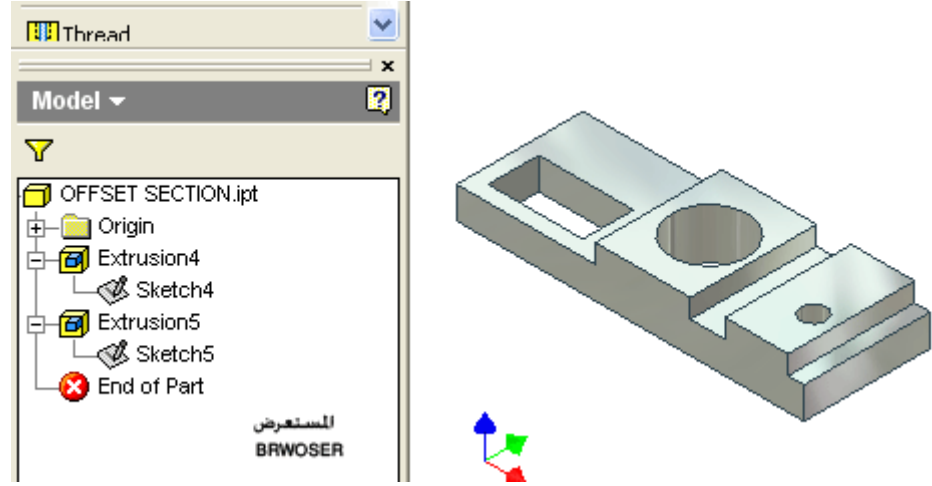 Thread
Model
OFFSET SECTION.ipt
Origin
Extrusion4
Sketch4
Extrusion5
Sketch5
End of Part
المستعرض
BRWOSER